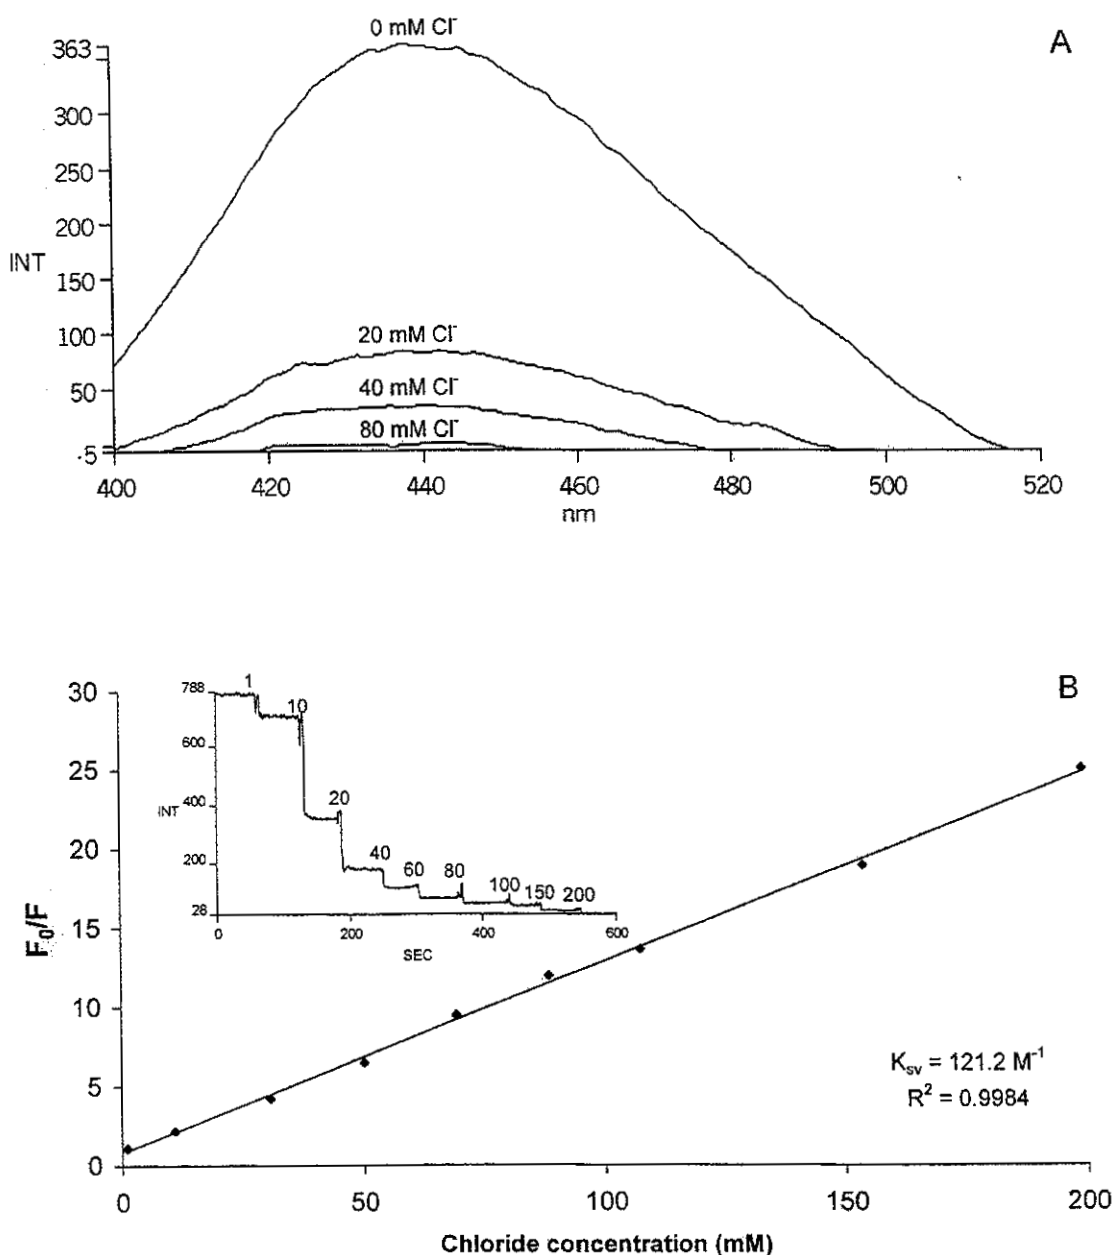 A
0 mM Cl⁻
363
300
250
200
INT
150
100
50
-5
20 mM Cl⁻
40 mM Cl⁻
80 mM Cl⁻
400 420 440 460 480 500 520
nm
B
30
25
20
15
10
5
0
F₀/F
788
600
400
200
28
INT
1 10 20 40 60 80 100 150 200
0 200 400 600
SEC
Kₛᵥ = 121.2 M⁻¹
R² = 0.9984
0 50 100 150 200
Chloride concentration (mM)